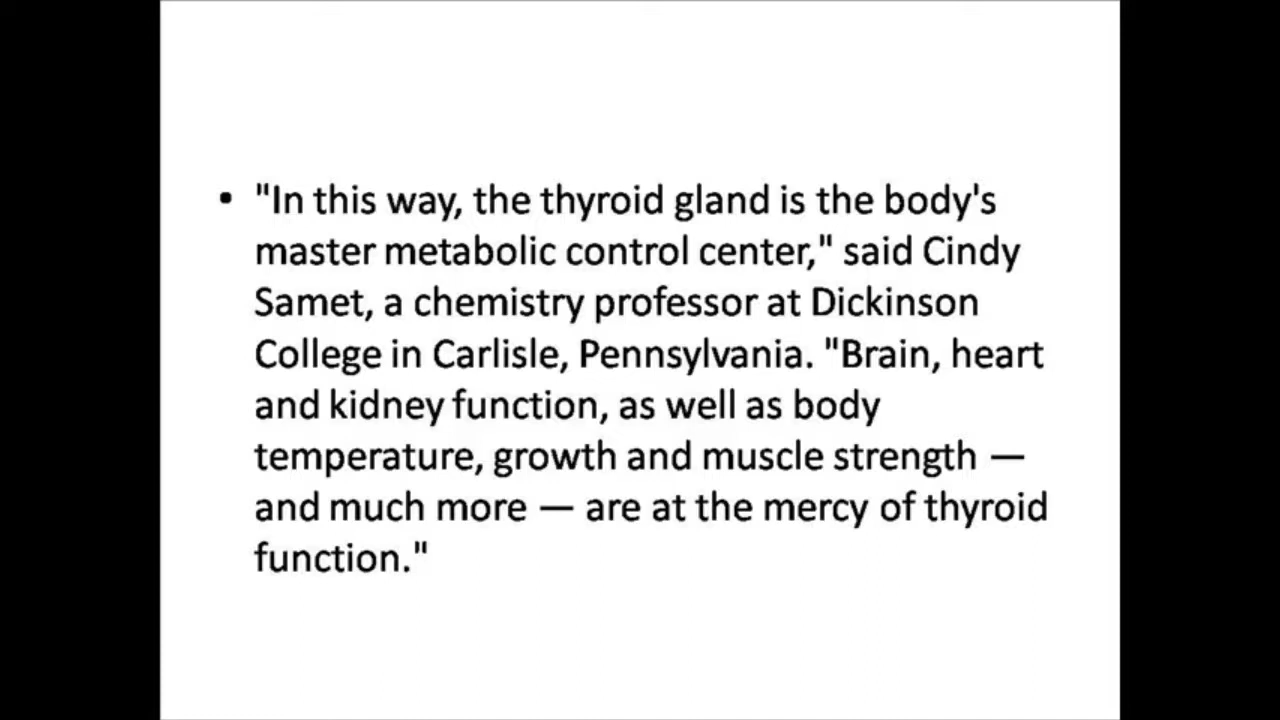 • "In this way, the thyroid gland is the body's
master metabolic control center," said Cindy
Samet, a chemistry professor at Dickinson
College in Carlisle, Pennsylvania. "Brain, heart
and kidney function, as well as body
temperature, growth and muscle strength —
and much more — are at the mercy of thyroid
function."